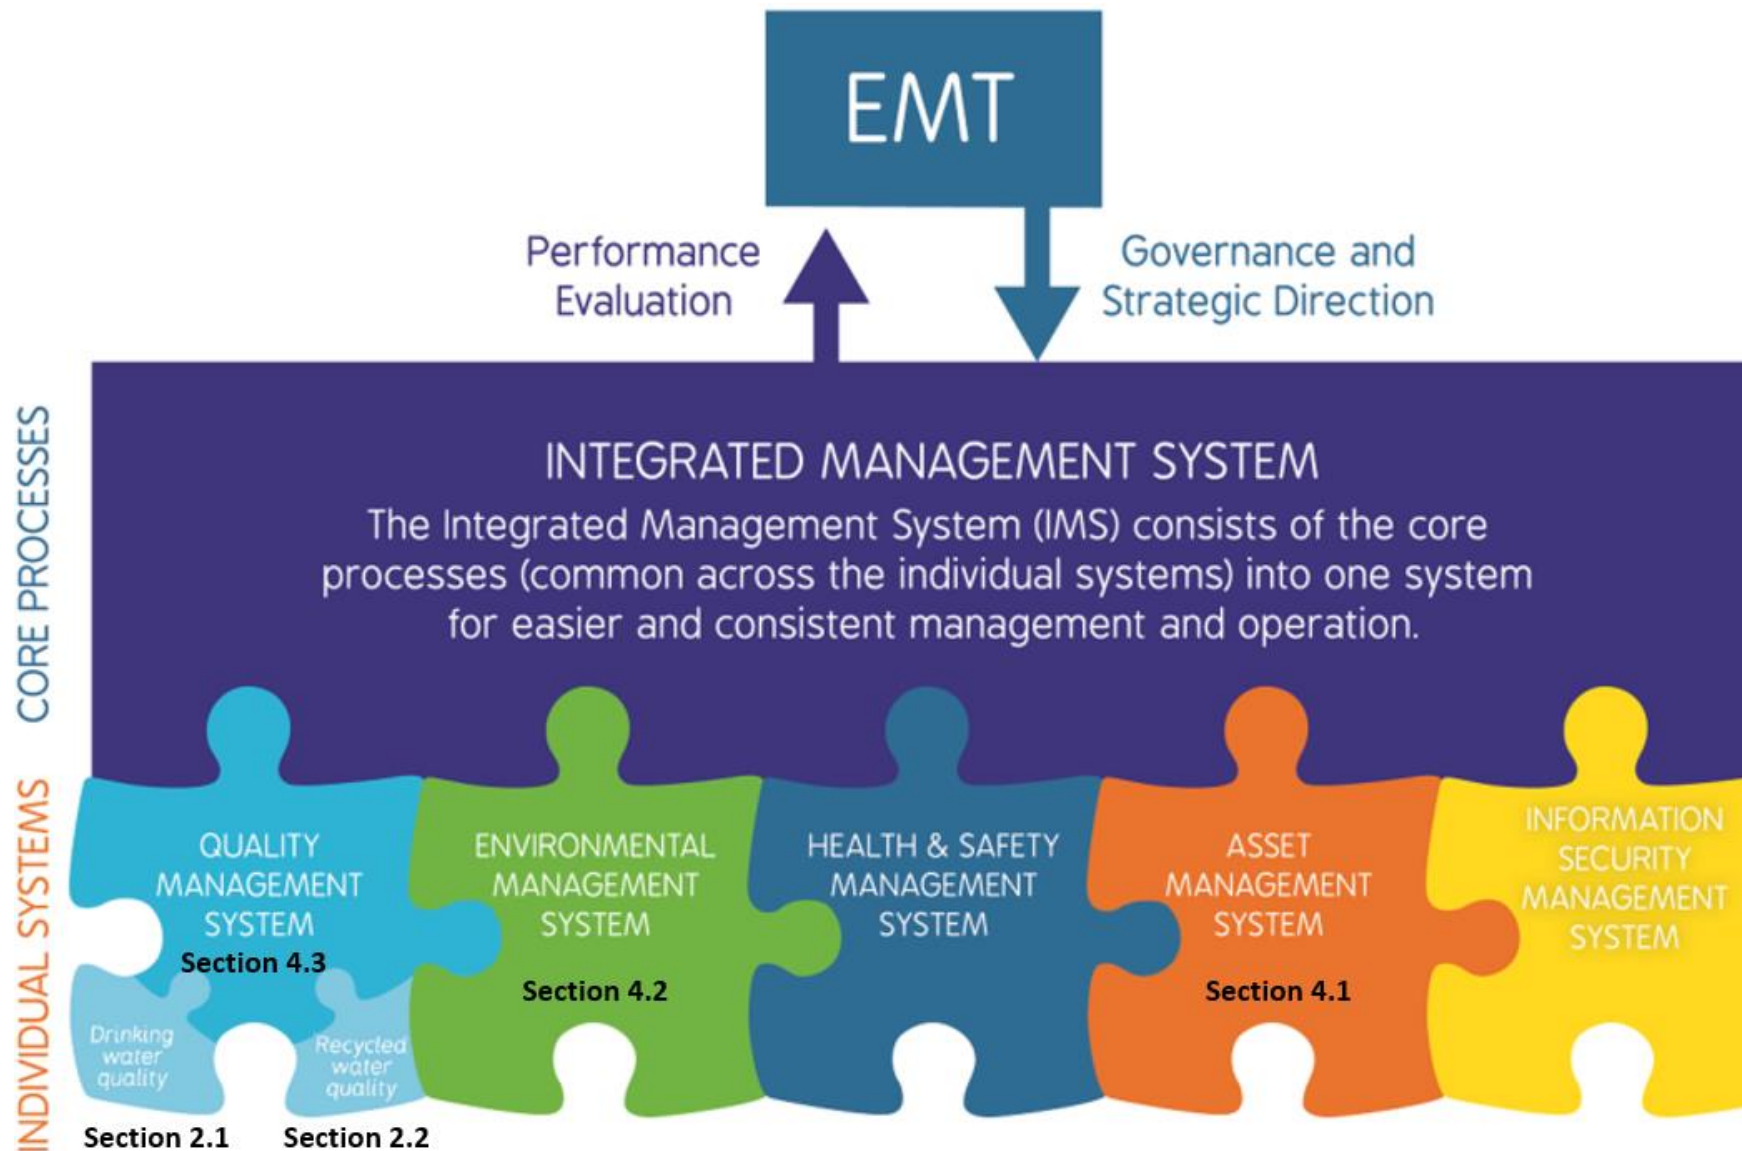 EMT
Performance
Evaluation
Governance and
Strategic Direction
CORE PROCESSES
INTEGRATED MANAGEMENT SYSTEM
The Integrated Management System (IMS) consists of the core
processes (common across the individual systems) into one system
for easier and consistent management and operation.
INDIVIDUAL SYSTEMS
QUALITY
MANAGEMENT
SYSTEM
Section 4.3
Drinking
water
quality
Section 2.1
Recycled
water
quality
Section 2.2
ENVIRONMENTAL
MANAGEMENT
SYSTEM
Section 4.2
HEALTH & SAFETY
MANAGEMENT
SYSTEM
ASSET
MANAGEMENT
SYSTEM
Section 4.1
INFORMATION
SECURITY
MANAGEMENT
SYSTEM